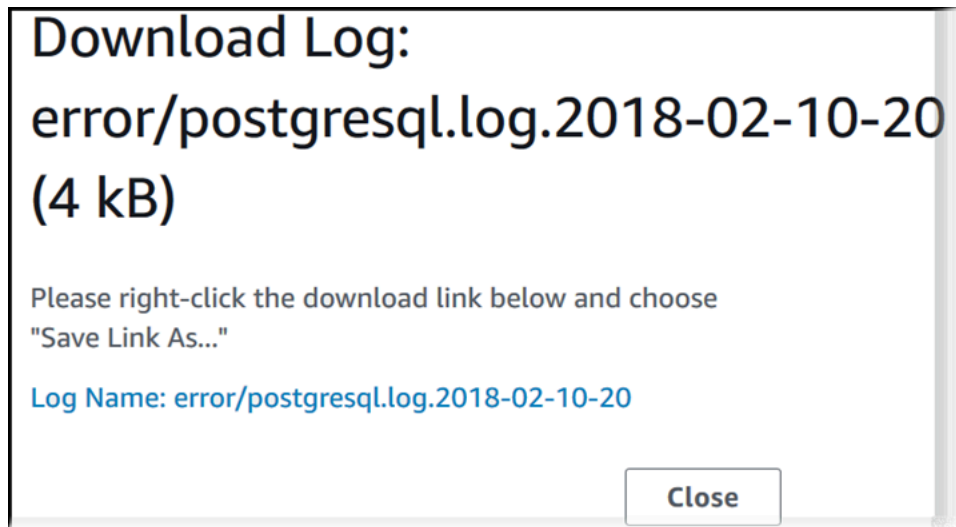 Download Log:
error/postgresql.log.2018-02-10-20
(4 kB)
Please right-click the download link below and choose
"Save Link As..."
Log Name: error/postgresql.log.2018-02-10-20
Close